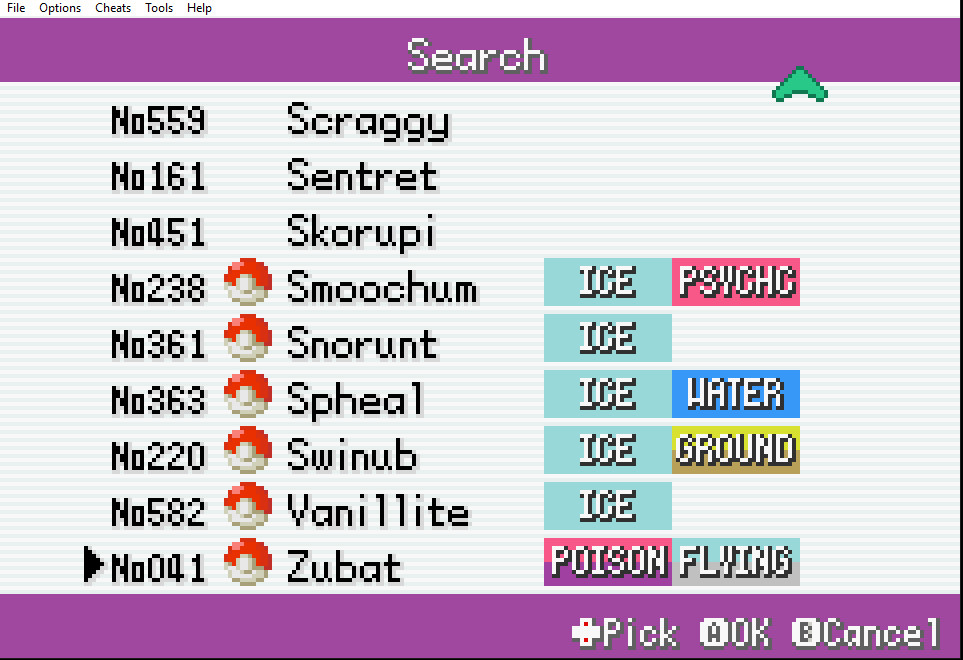 File Options Cheats Tools Help
Search
No559 Scraggy
No161 Sentret
No451 Skorupi
No238 Smoochum ICE PSYCHC
No361 Snorunt ICE
No363 Spheal ICE WATER
No220 Swinub ICE GROUND
No582 Vanillite ICE
No041 Zubat POISON FLYING
Pick A OK B Cancel